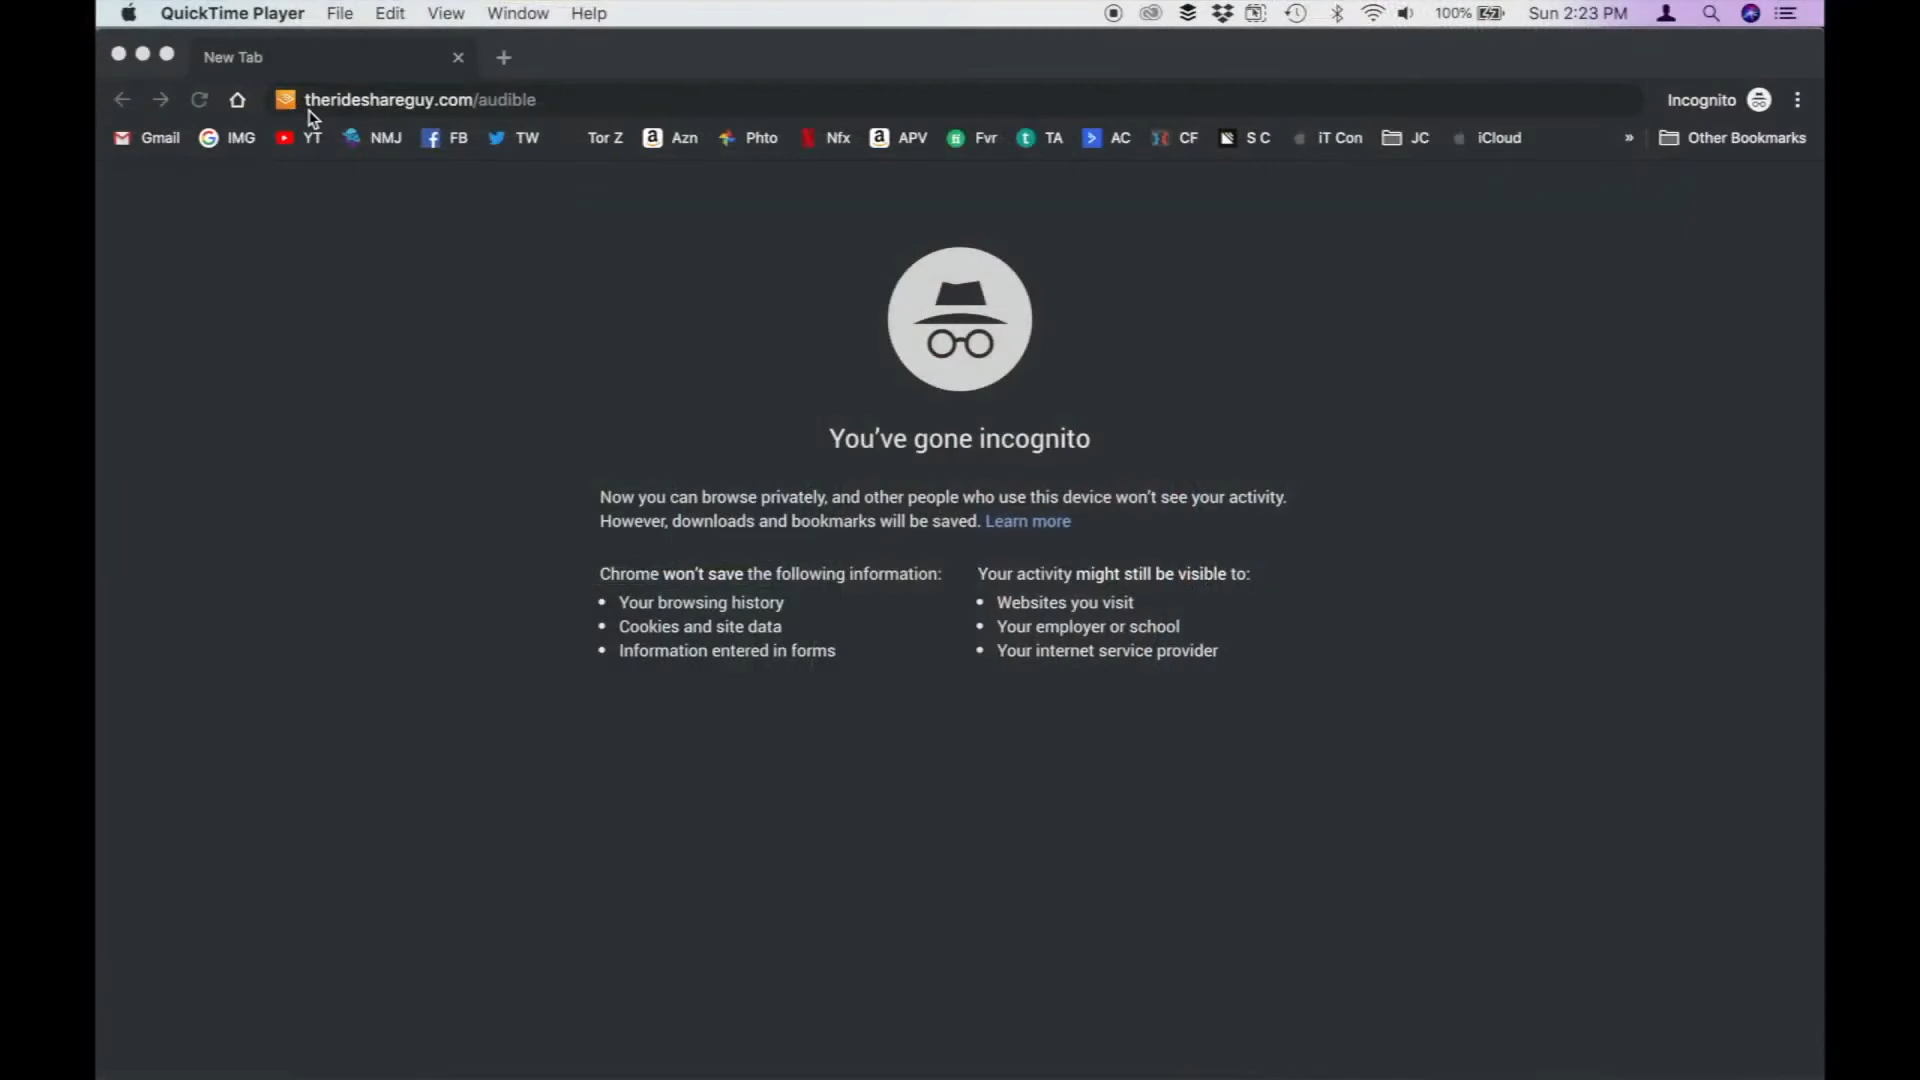 QuickTime Player File Edit View Window Help 100% Sun 2:23 PM
New Tab
therideshareguy.com/audible Incognito
Gmail IMG YT NMJ FB TW Tor Z Azn Phto Nfx APV Fvr TA AC CF S C iT Con JC iCloud » Other Bookmarks
You've gone incognito
Now you can browse privately, and other people who use this device won't see your activity.
However, downloads and bookmarks will be saved. Learn more
Chrome won't save the following information:
• Your browsing history
• Cookies and site data
• Information entered in forms
Your activity might still be visible to:
• Websites you visit
• Your employer or school
• Your internet service provider